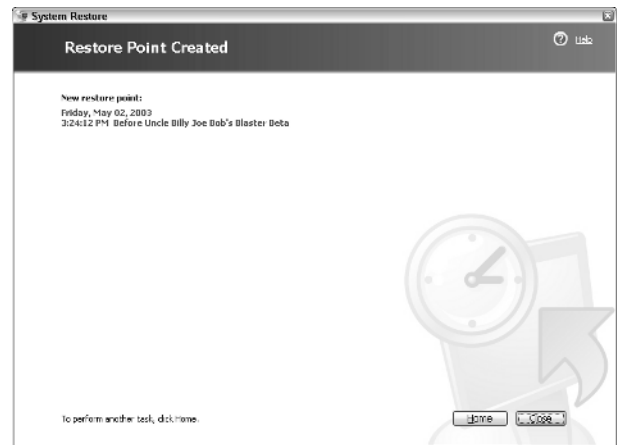 System Restore
Restore Point Created
Help
New restore point:
Friday, May 02, 2003
3:24:12 PM Before Uncle Billy Joe Bob's Blaster Beta
To perform another task, click Home.
Home
Close